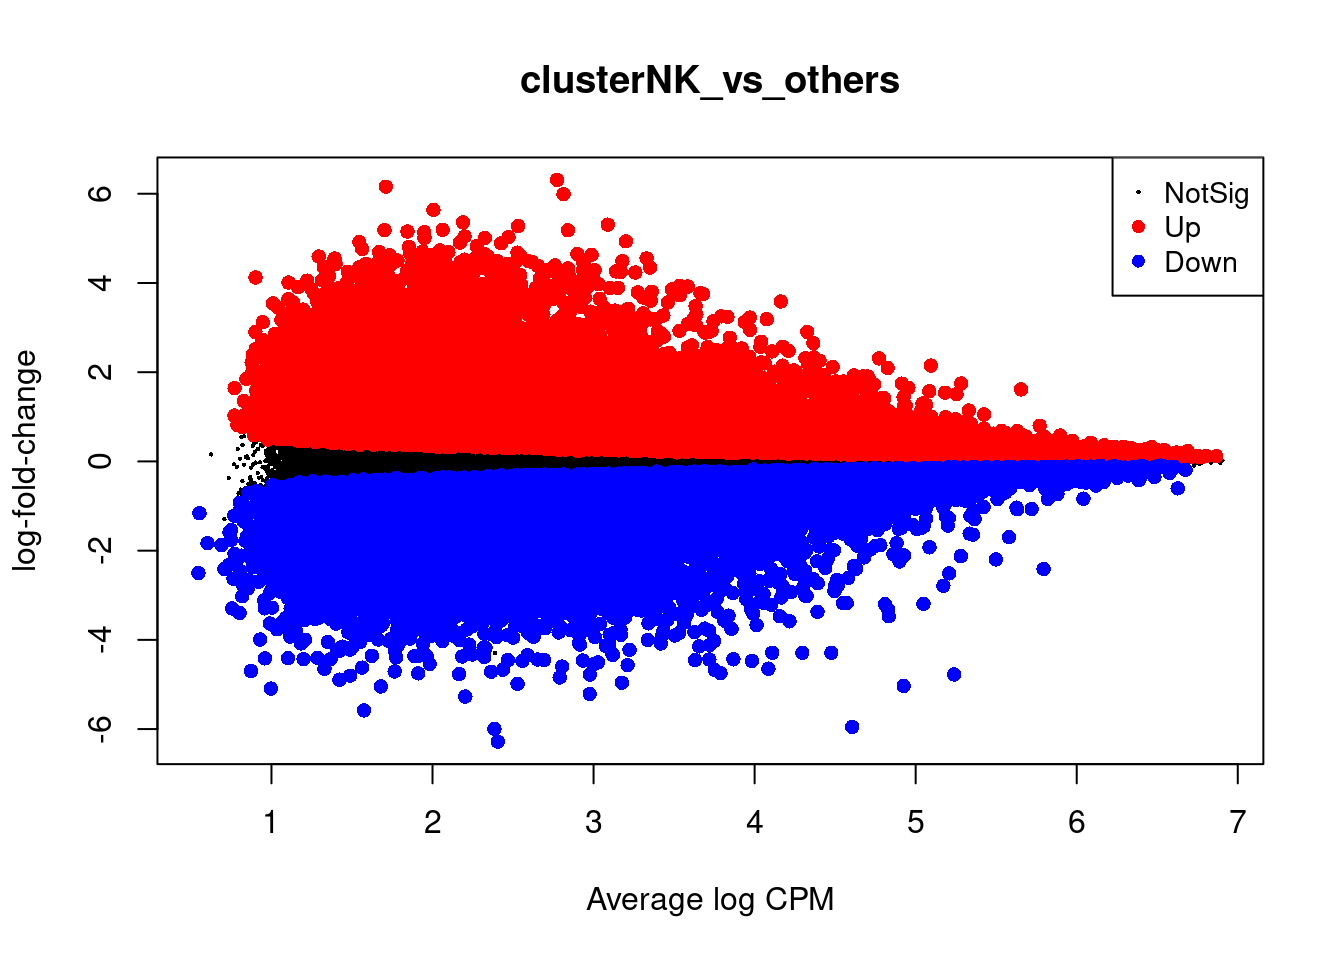 clusterNK_vs_others
NotSig
Up
Down
6
4
2
0
-2
-4
-6
log-fold-change
1 2 3 4 5 6 7
Average log CPM